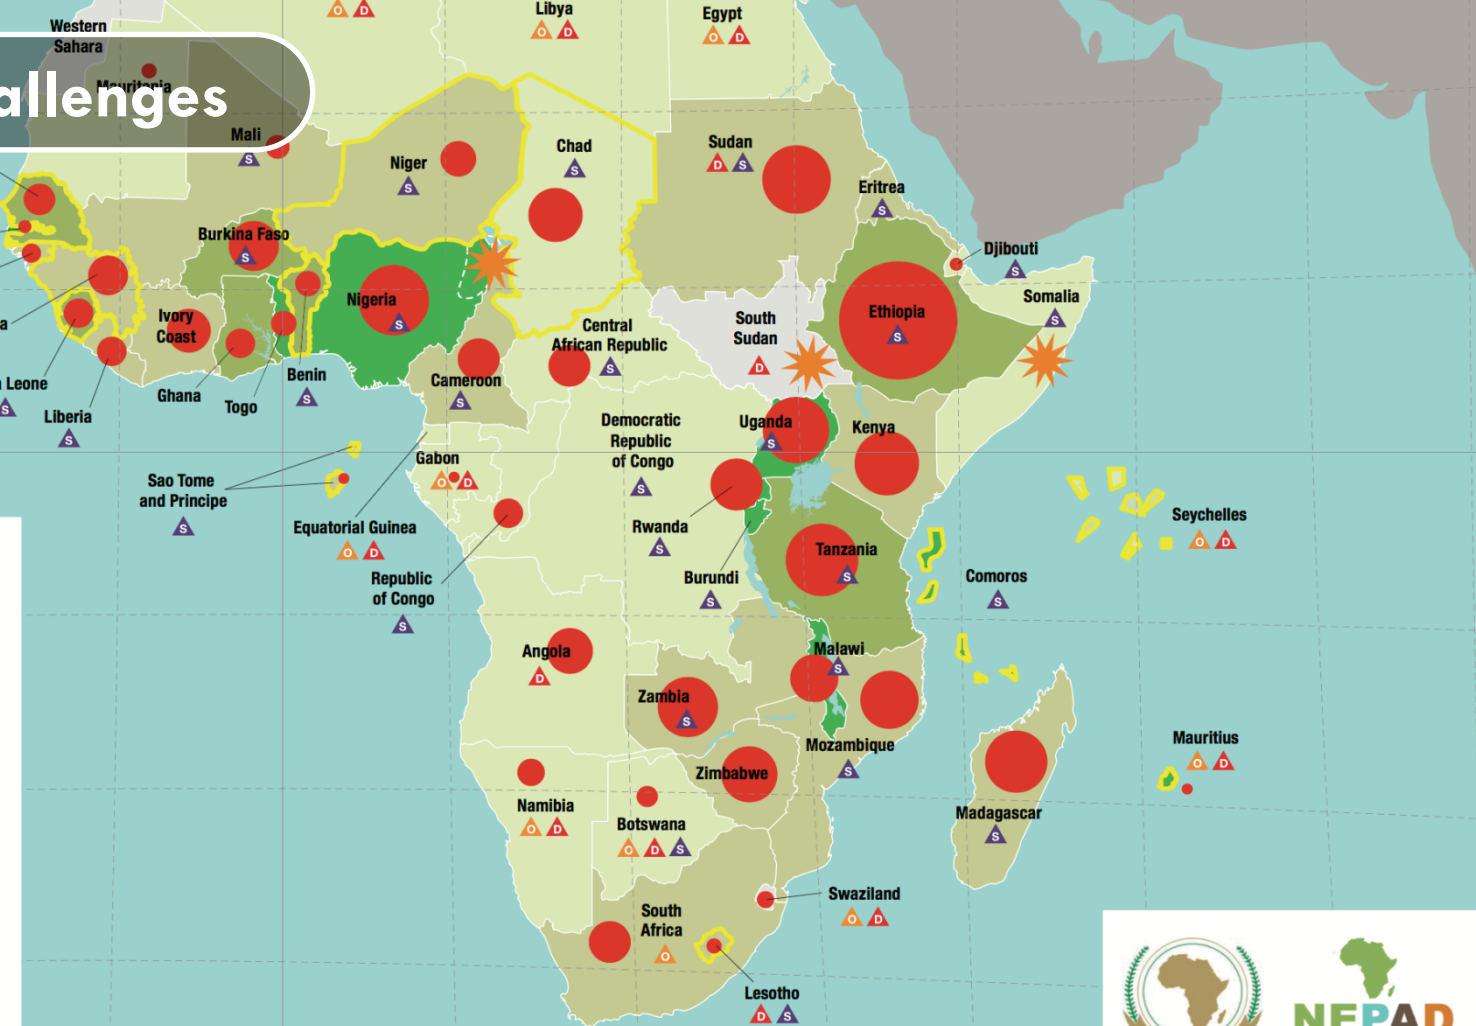 Western
Sahara
Libya
O D
Egypt
O D
O D
Mauritania
allenges
Mali
S
Niger
S
Chad
S
Sudan
D S
Eritrea
S
Burkina Faso
S
Djibouti
S
Nigeria
S
Ethiopia
S
Somalia
S
Ivory
Coast
South
Sudan
D
Central
African Republic
S
a
Leone
S
Ghana
Togo
Benin
S
Cameroon
S
Liberia
S
Democratic
Republic
of Congo
S
Uganda
S
Kenya
Gabon
O D
Sao Tome
and Principe
S
Equatorial Guinea
O D
Rwanda
S
Seychelles
O D
Tanzania
S
Republic
of Congo
S
Burundi
S
Comoros
S
Angola
D
Malawi
S
Zambia
S
Mozambique
S
Mauritius
O D
Zimbabwe
Namibia
O D
Botswana
O D S
Madagascar
S
Swaziland
O D
South
Africa
O
Lesotho
D S
NEPAD